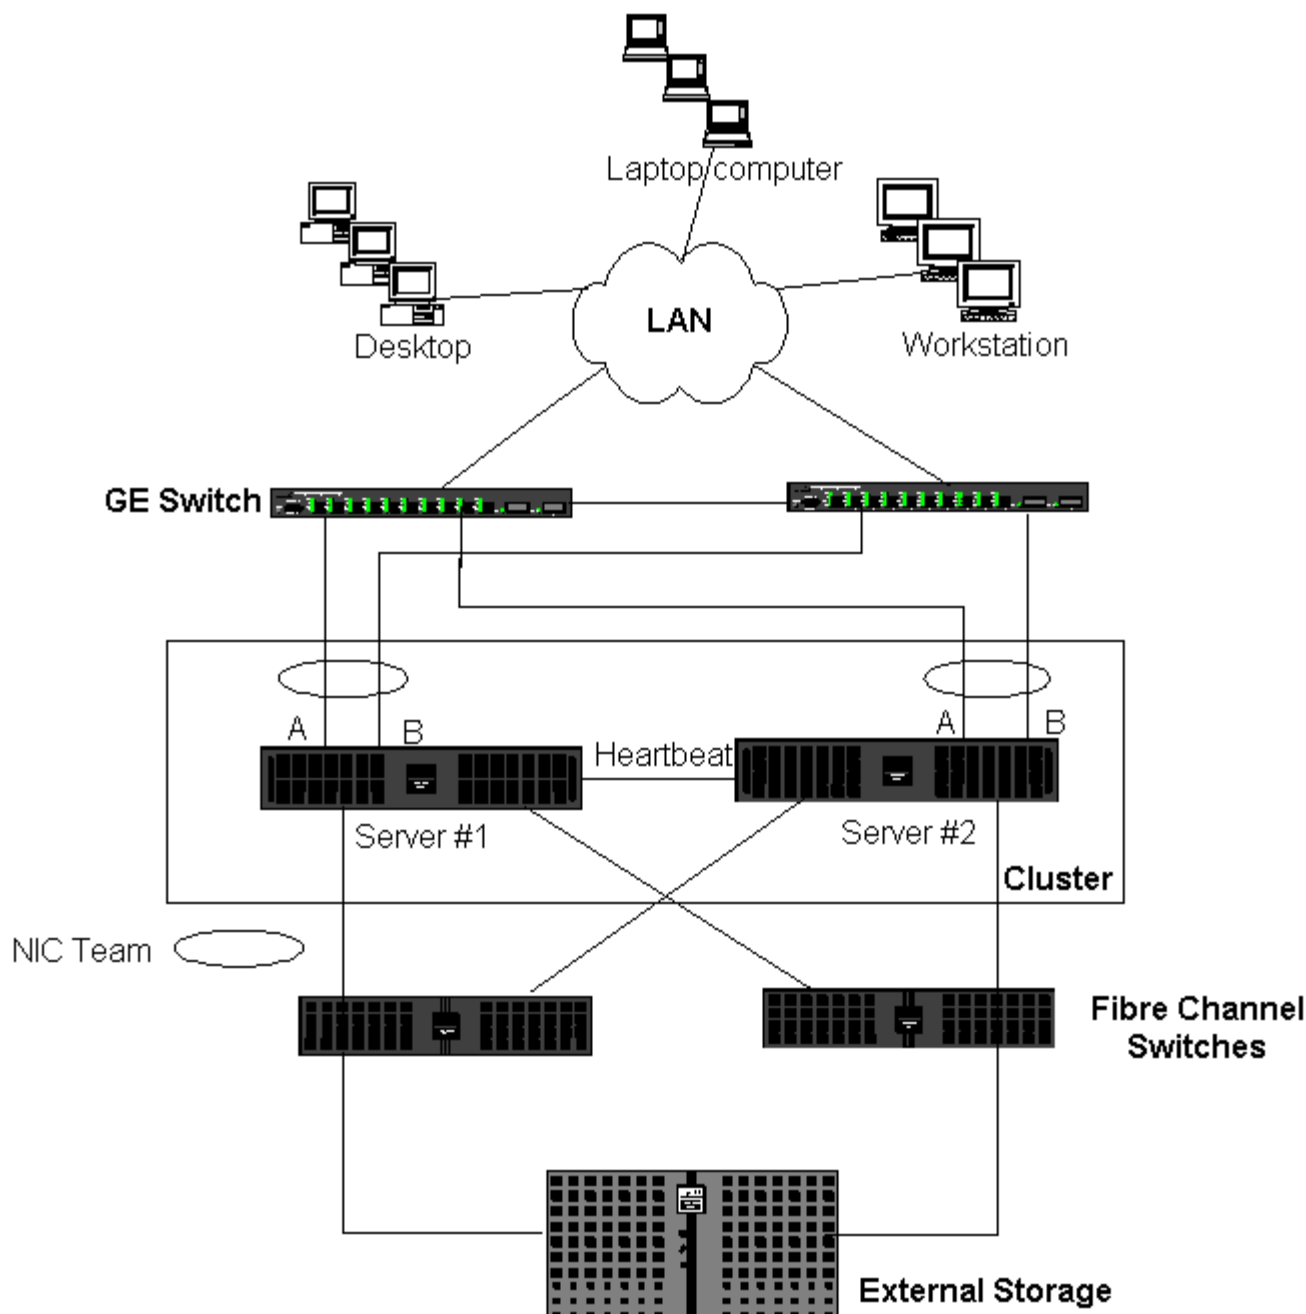 Laptop computer
LAN
Desktop
Workstation
GE Switch
A
B
A
B
Heartbeat
Server #1
Server #2
Cluster
NIC Team
Fibre Channel
Switches
External Storage